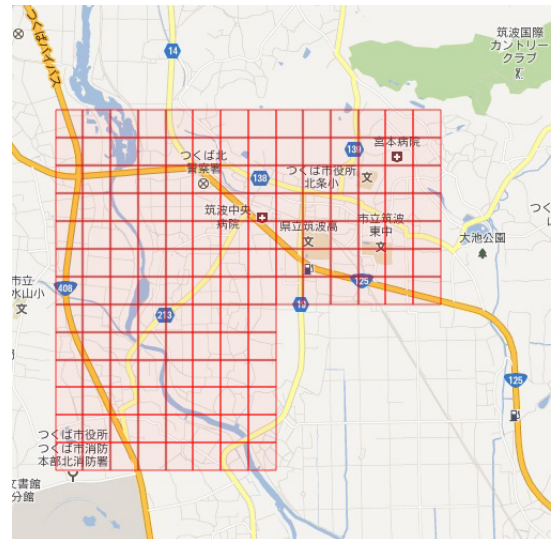 筑波国際
カントリー
クラブ
つくばバイパス
14
130
宮本病院
つくば北
警察署
138
つくば市役所
北条小
筑波中央
病院
県立筑波高
市立筑波
東中
つく
ば
大池公園
市立
水山小
408
213
19
125
125
つくば市役所
つくば市消防
本部北消防署
文書館
分館